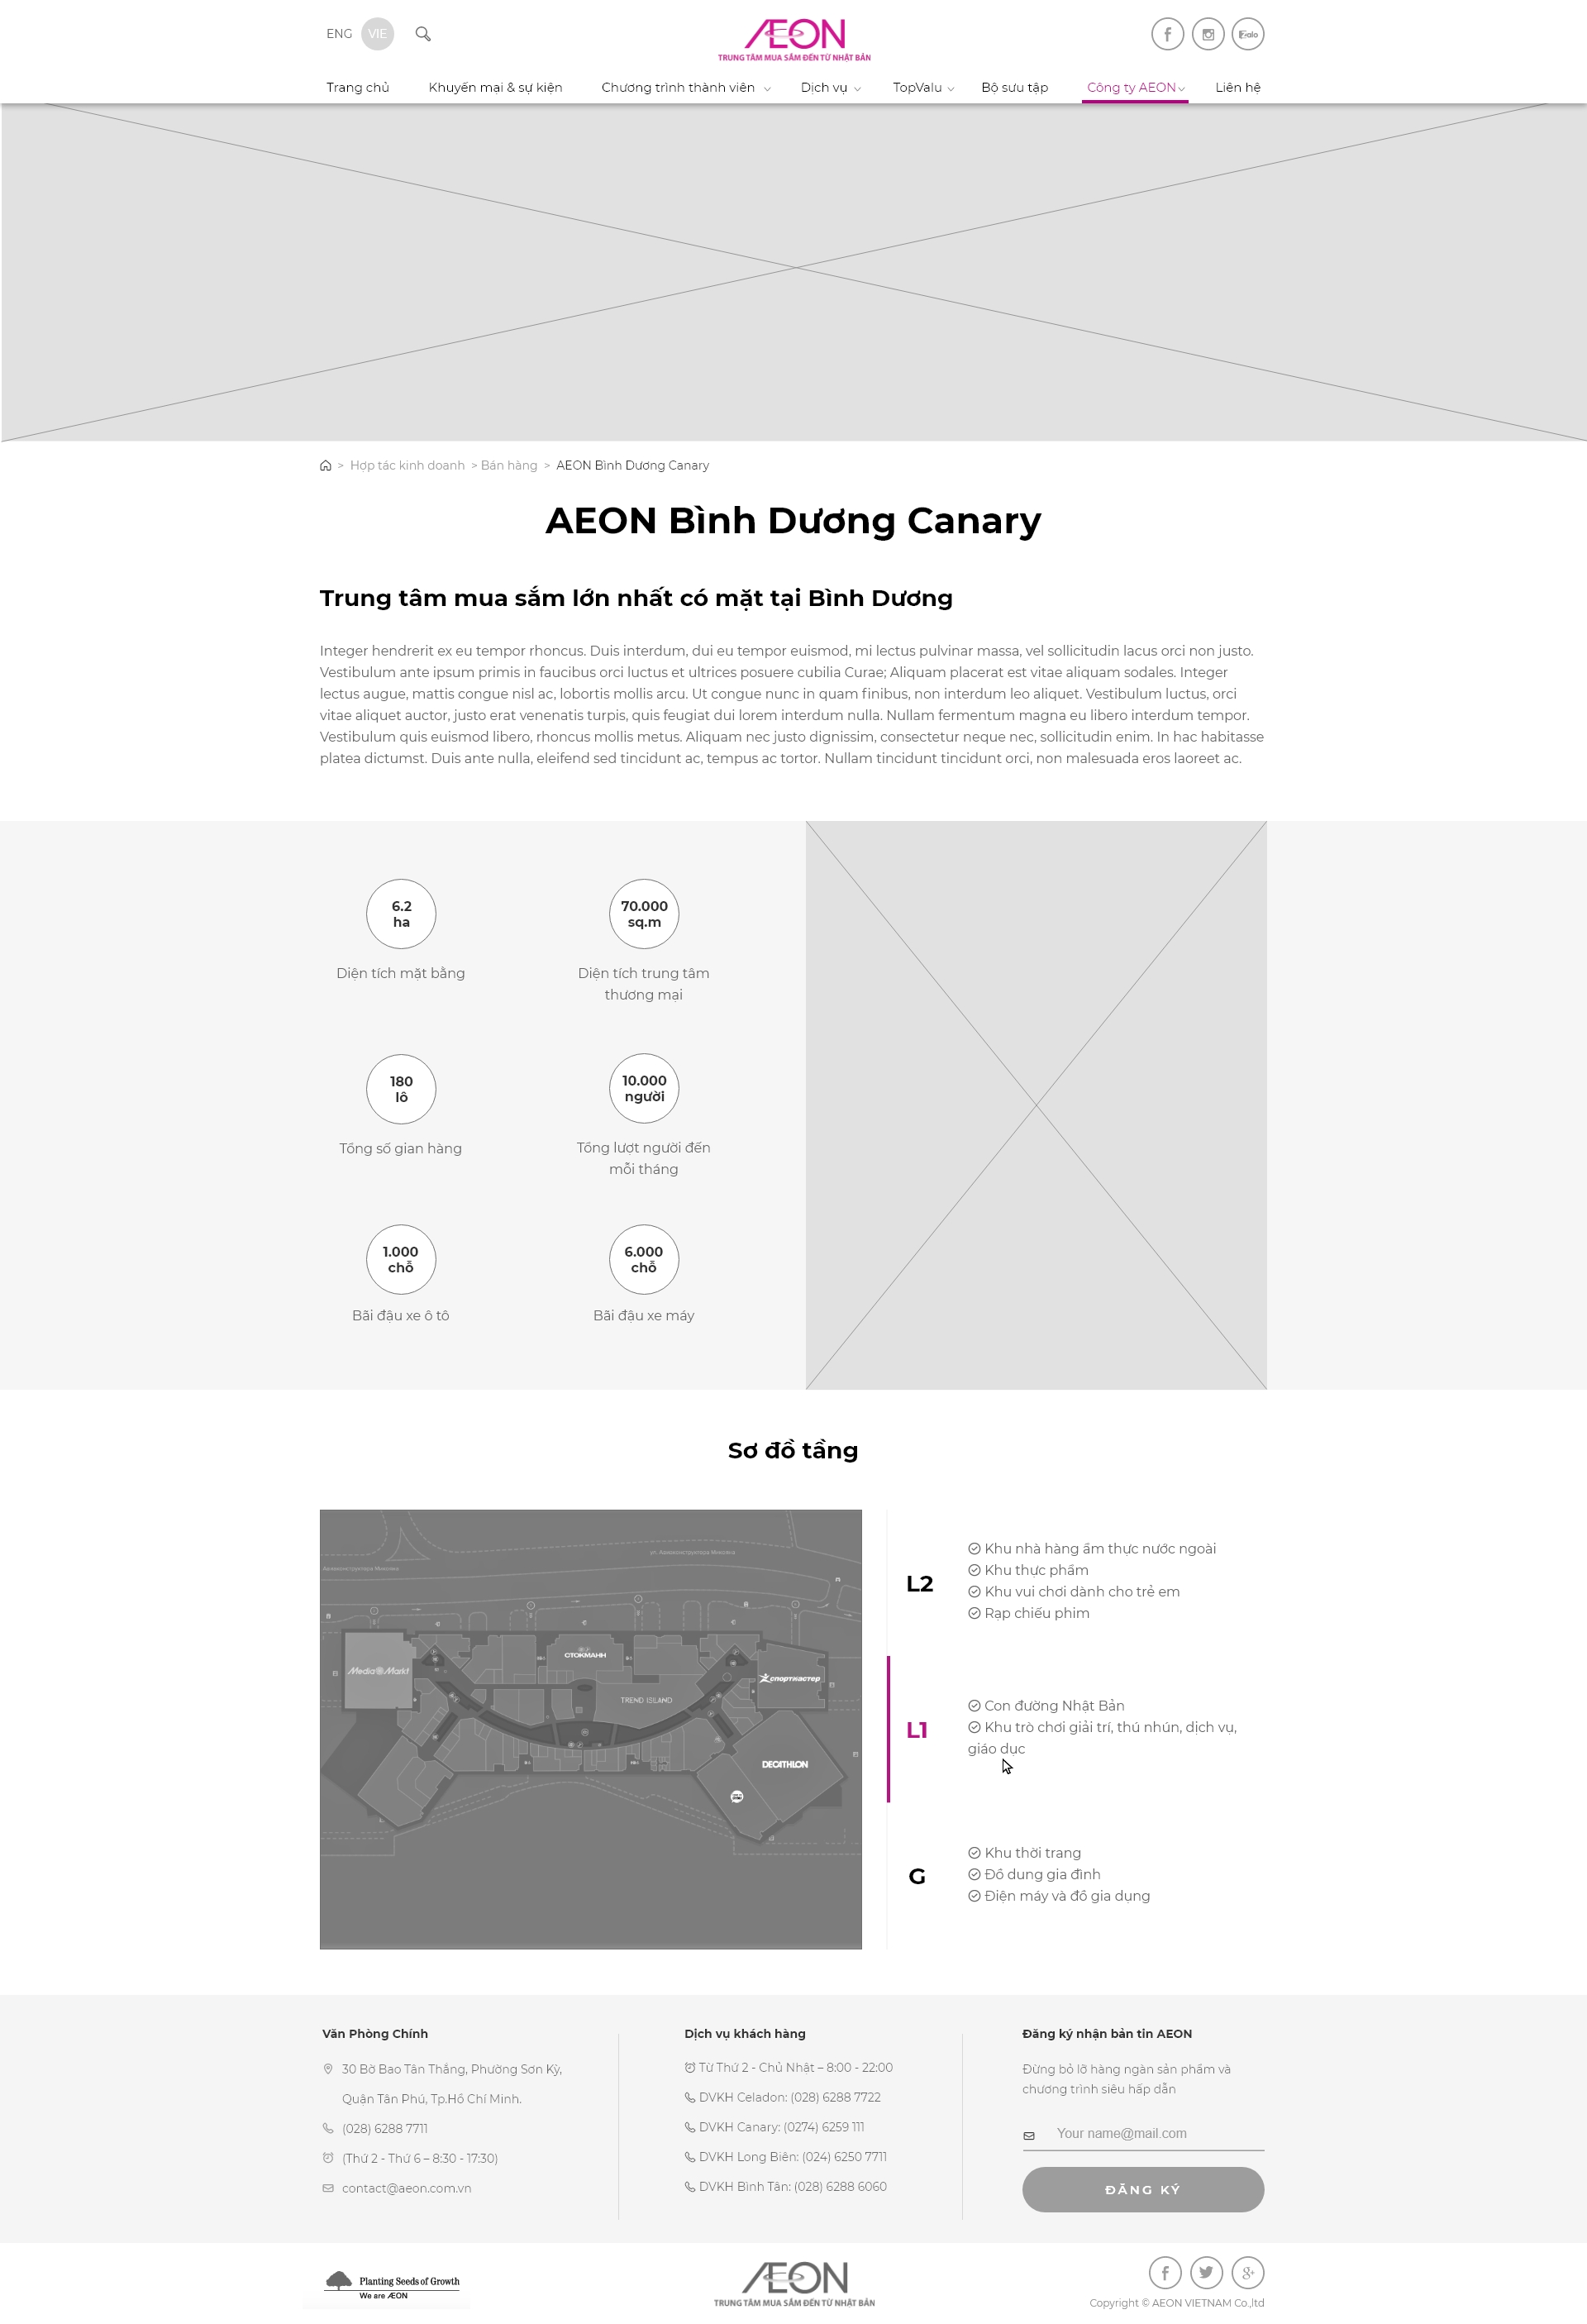 ENG VIE
ÆON
TRUNG TÂM MUA SẮM ĐẾN TỪ NHẬT BẢN
Zalo
Trang chủ Khuyến mại & sự kiện Chương trình thành viên Dịch vụ TopValu Bộ sưu tập Công ty AEON Liên hệ
> Hợp tác kinh doanh > Bán hàng > AEON Bình Dương Canary
AEON Bình Dương Canary
Trung tâm mua sắm lớn nhất có mặt tại Bình Dương
Integer hendrerit ex eu tempor rhoncus. Duis interdum, dui eu tempor euismod, mi lectus pulvinar massa, vel sollicitudin lacus orci non justo.
Vestibulum ante ipsum primis in faucibus orci luctus et ultrices posuere cubilia Curae; Aliquam placerat est vitae aliquam sodales. Integer
lectus augue, mattis congue nisl ac, lobortis mollis arcu. Ut congue nunc in quam finibus, non interdum leo aliquet. Vestibulum luctus, orci
vitae aliquet auctor, justo erat venenatis turpis, quis feugiat dui lorem interdum nulla. Nullam fermentum magna eu libero interdum tempor.
Vestibulum quis euismod libero, rhoncus mollis metus. Aliquam nec justo dignissim, consectetur neque nec, sollicitudin enim. In hac habitasse
platea dictumst. Duis ante nulla, eleifend sed tincidunt ac, tempus ac tortor. Nullam tincidunt tincidunt orci, non malesuada eros laoreet ac.
6.2
ha
Diện tích mặt bằng
70.000
sq.m
Diện tích trung tâm
thương mại
180
lô
Tổng số gian hàng
10.000
người
Tổng lượt người đến
mỗi tháng
1.000
chỗ
Bãi đậu xe ô tô
6.000
chỗ
Bãi đậu xe máy
Sơ đồ tầng
ул. Авиаконструктора Микояна
Авиаконструктора Микояна
СТОКМАНН
Media Markt
спортмастер
TREND ISLAND
DECATHLON
L2
Khu nhà hàng ẩm thực nước ngoài
Khu thực phẩm
Khu vui chơi dành cho trẻ em
Rạp chiếu phim
L1
Con đường Nhật Bản
Khu trò chơi giải trí, thú nhún, dịch vụ,
giáo dục
G
Khu thời trang
Đồ dung gia đình
Điện máy và đồ gia dụng
Văn Phòng Chính
30 Bờ Bao Tân Thắng, Phường Sơn Kỳ,
Quận Tân Phú, Tp.Hồ Chí Minh.
(028) 6288 7711
(Thứ 2 - Thứ 6 – 8:30 - 17:30)
contact@aeon.com.vn
Dịch vụ khách hàng
Từ Thứ 2 - Chủ Nhật – 8:00 - 22:00
DVKH Celadon: (028) 6288 7722
DVKH Canary: (0274) 6259 111
DVKH Long Biên: (024) 6250 7711
DVKH Bình Tân: (028) 6288 6060
Đăng ký nhận bản tin AEON
Đừng bỏ lỡ hàng ngàn sản phẩm và
chương trình siêu hấp dẫn
Your name@mail.com
ĐĂNG KÝ
Planting Seeds of Growth
We are ÆON
ÆON
TRUNG TÂM MUA SẮM ĐẾN TỪ NHẬT BẢN
Copyright © AEON VIETNAM Co.,ltd